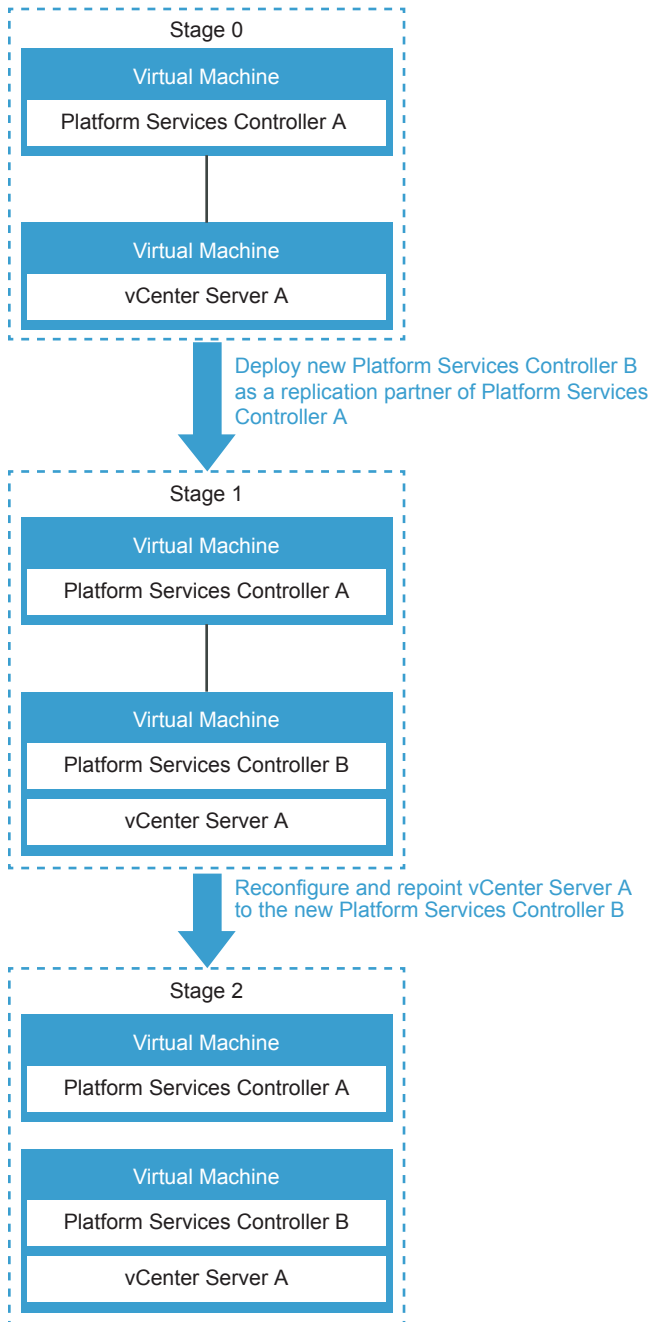 Stage 0
Virtual Machine
Platform Services Controller A
Virtual Machine
vCenter Server A
Deploy new Platform Services Controller B
as a replication partner of Platform Services
Controller A
Stage 1
Virtual Machine
Platform Services Controller A
Virtual Machine
Platform Services Controller B
vCenter Server A
Reconfigure and repoint vCenter Server A
to the new Platform Services Controller B
Stage 2
Virtual Machine
Platform Services Controller A
Virtual Machine
Platform Services Controller B
vCenter Server A